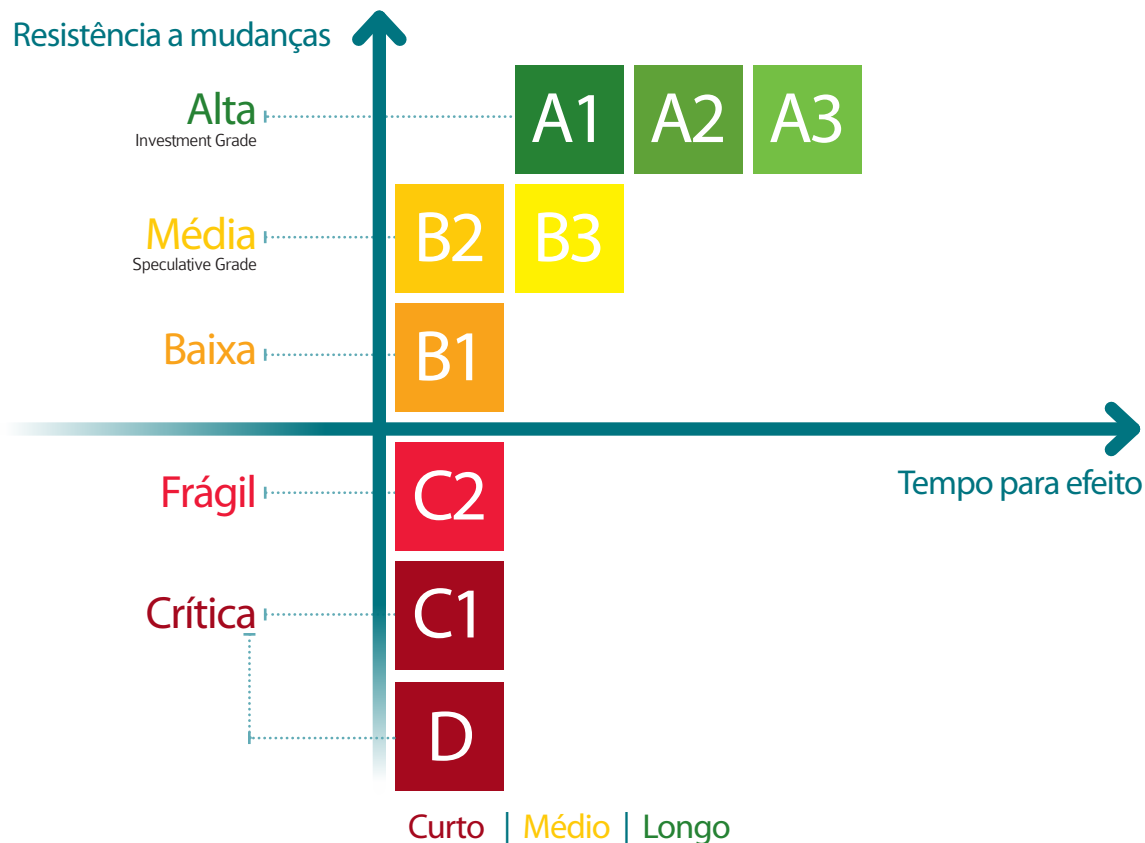 Resistência a mudanças
Alta
Investment Grade
A1 A2 A3
Média
Speculative Grade
B2 B3
Baixa
B1
Frágil
C2
Tempo para efeito
Crítica
C1
D
Curto | Médio | Longo